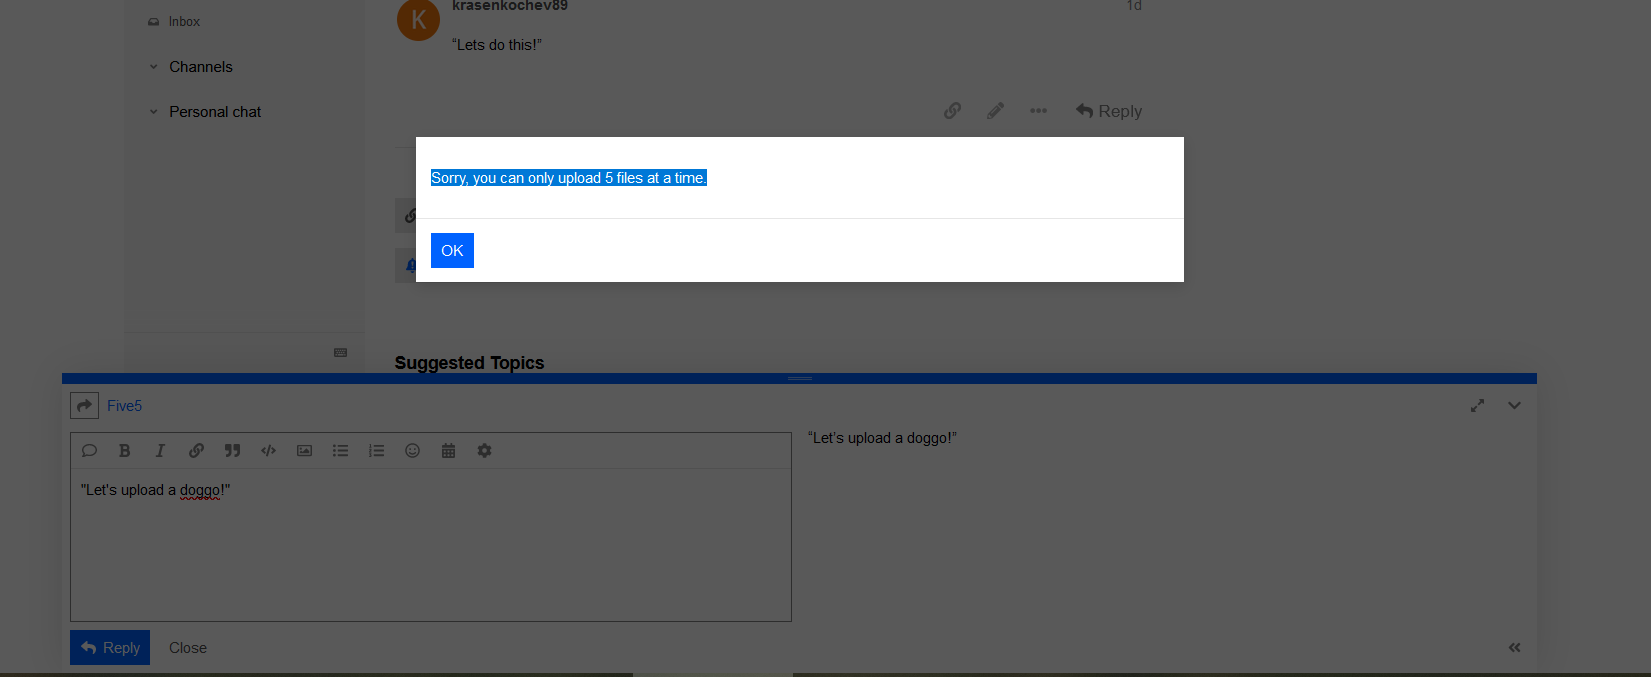 krasenkochev89
1d
Inbox
“Lets do this!”
Channels
Personal chat
Reply
Sorry, you can only upload 5 files at a time.
OK
Suggested Topics
Five5
“Let’s upload a doggo!”
"Let's upload a doggo!"
Reply
Close